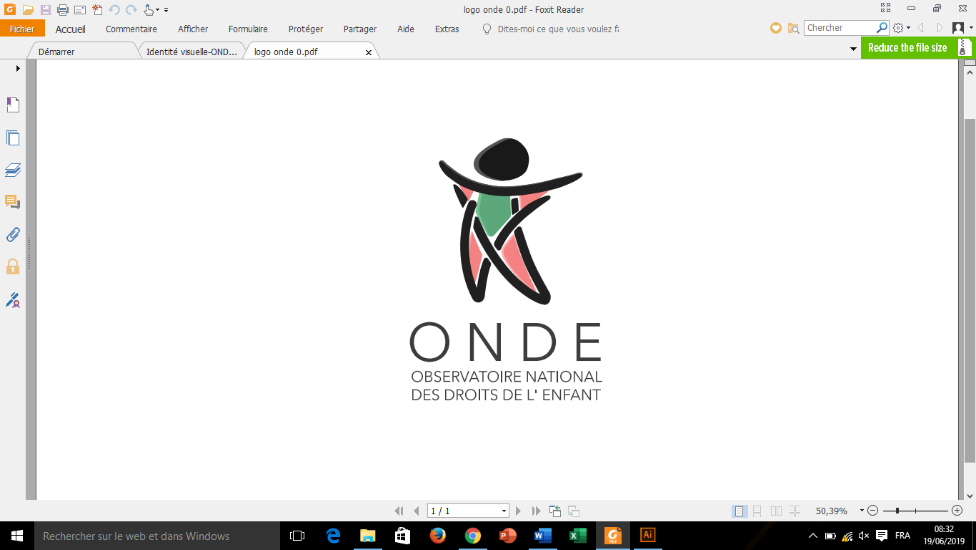 logo onde 0.pdf - Foxit Reader
Fichier Accueil Commentaire Afficher Formulaire Protéger Partager Aide Extras Dites-moi ce que vous voulez f: Chercher
Démarrer Identité visuelle-OND... logo onde 0.pdf Reduce the file size
ONDE
OBSERVATOIRE NATIONAL
DES DROITS DE L' ENFANT
1 / 1 50,39%
Rechercher sur le web et dans Windows FRA 08:32
19/06/2019